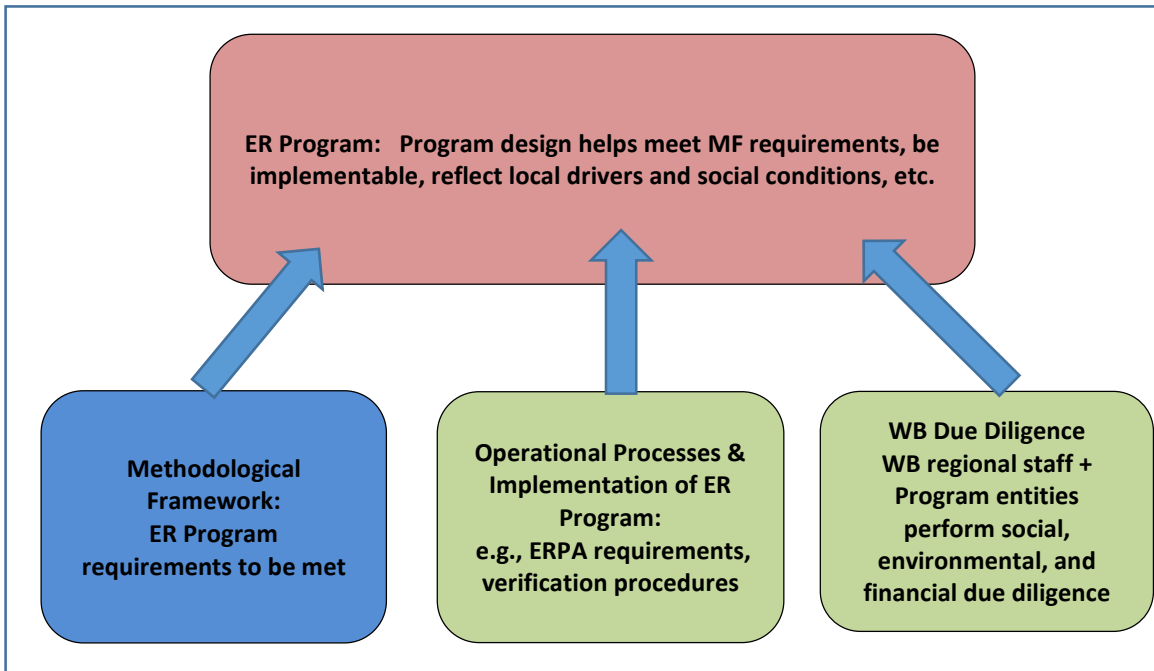 ER Program:   Program design helps meet MF requirements, be
implementable, reflect local drivers and social conditions, etc.
Methodological
Framework:
ER Program
requirements to be met
Operational Processes &
Implementation of ER
Program:
e.g., ERPA requirements,
verification procedures
WB Due Diligence
WB regional staff +
Program entities
perform social,
environmental, and
financial due diligence